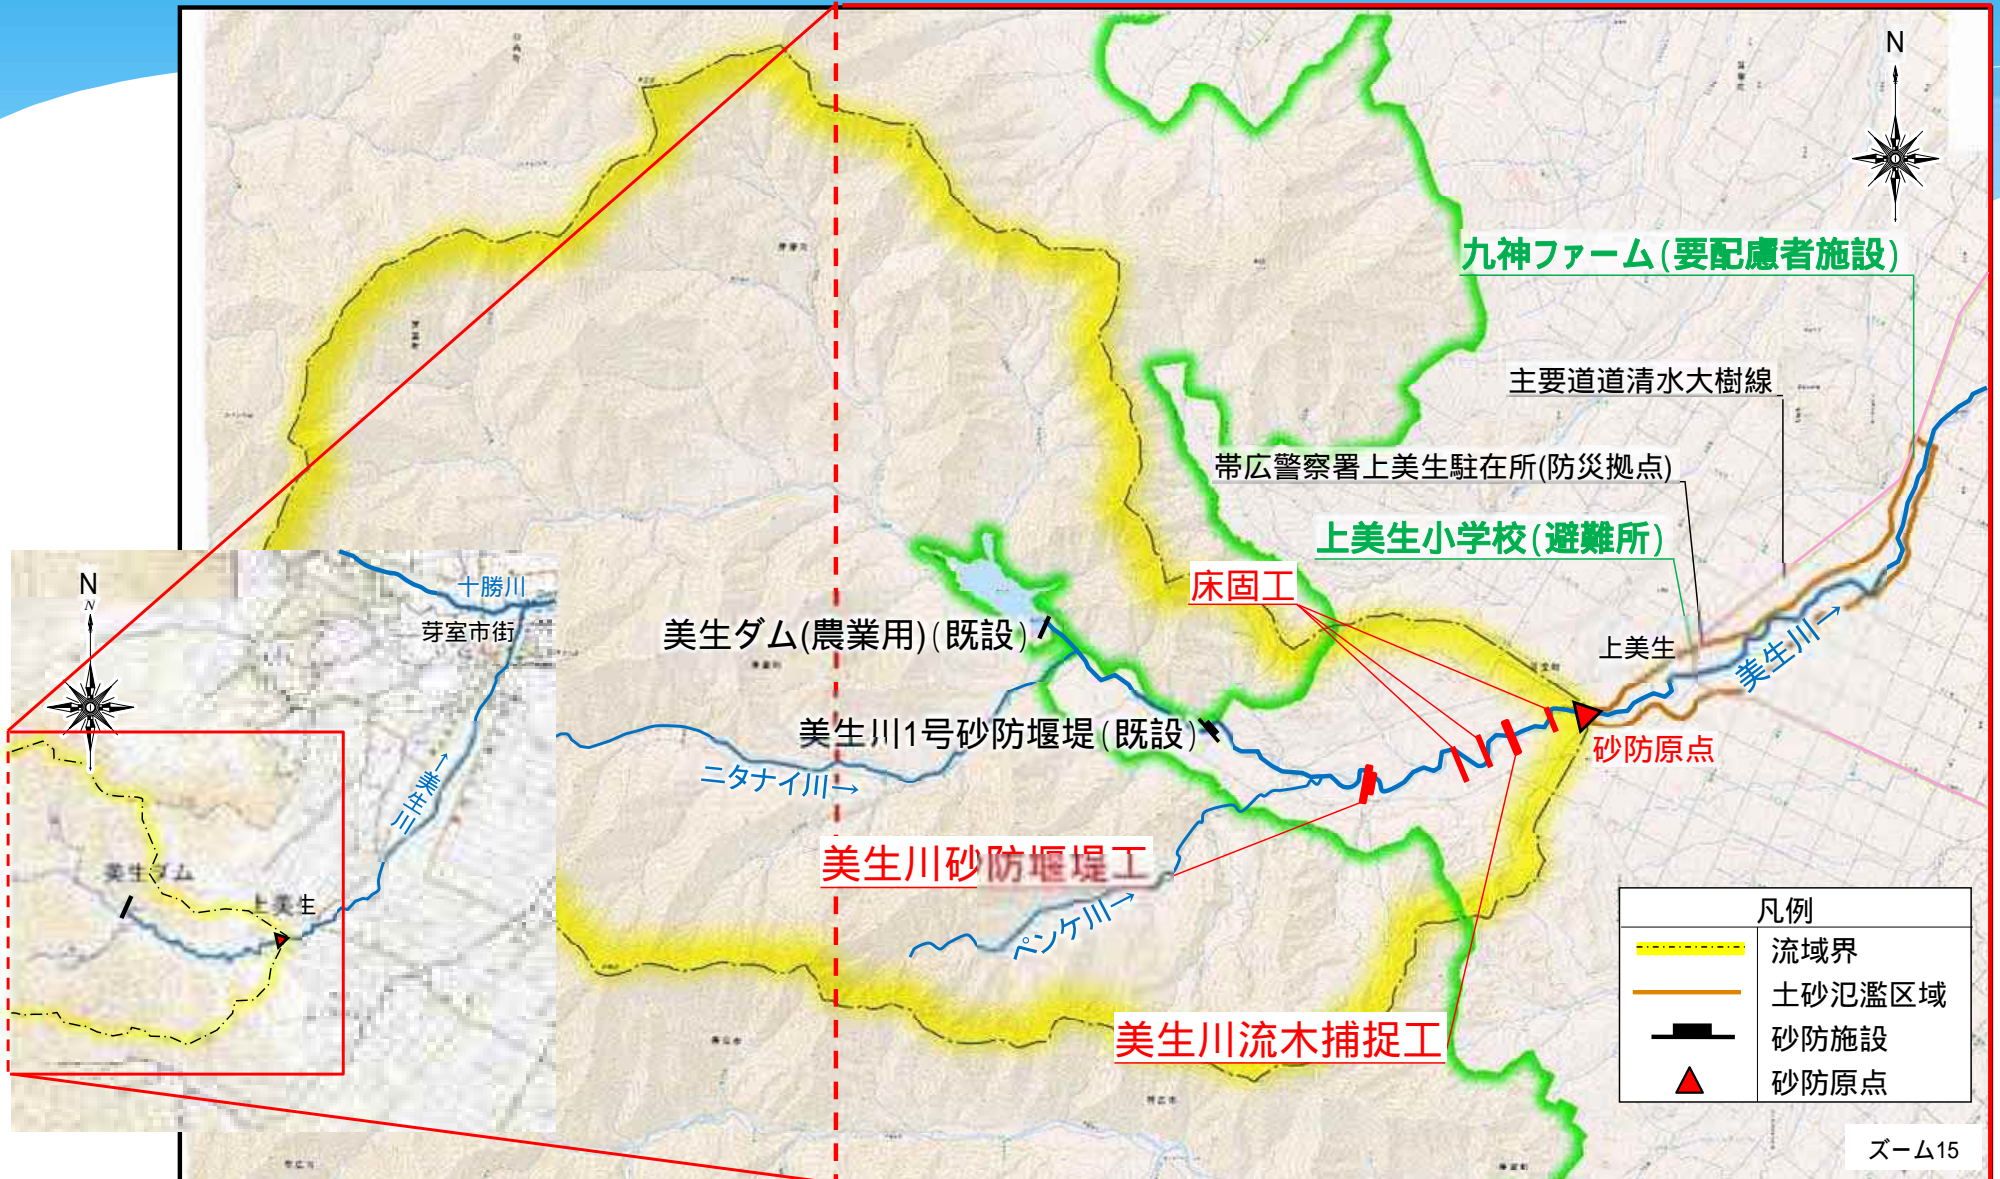 N
九神ファーム(要配慮者施設)
主要道道清水大樹線
帯広警察署上美生駐在所(防災拠点)
上美生小学校(避難所)
床固工
美生ダム(農業用)(既設)
上美生
美生川→
美生川1号砂防堰堤(既設)
砂防原点
ニタナイ川→
美生川砂防堰堤工
ペンケ川→
美生川流木捕捉工
N
N
十勝川
芽室市街
←美生川
美生ダム
上美生
凡例
流域界
土砂氾濫区域
砂防施設
砂防原点
ズーム15